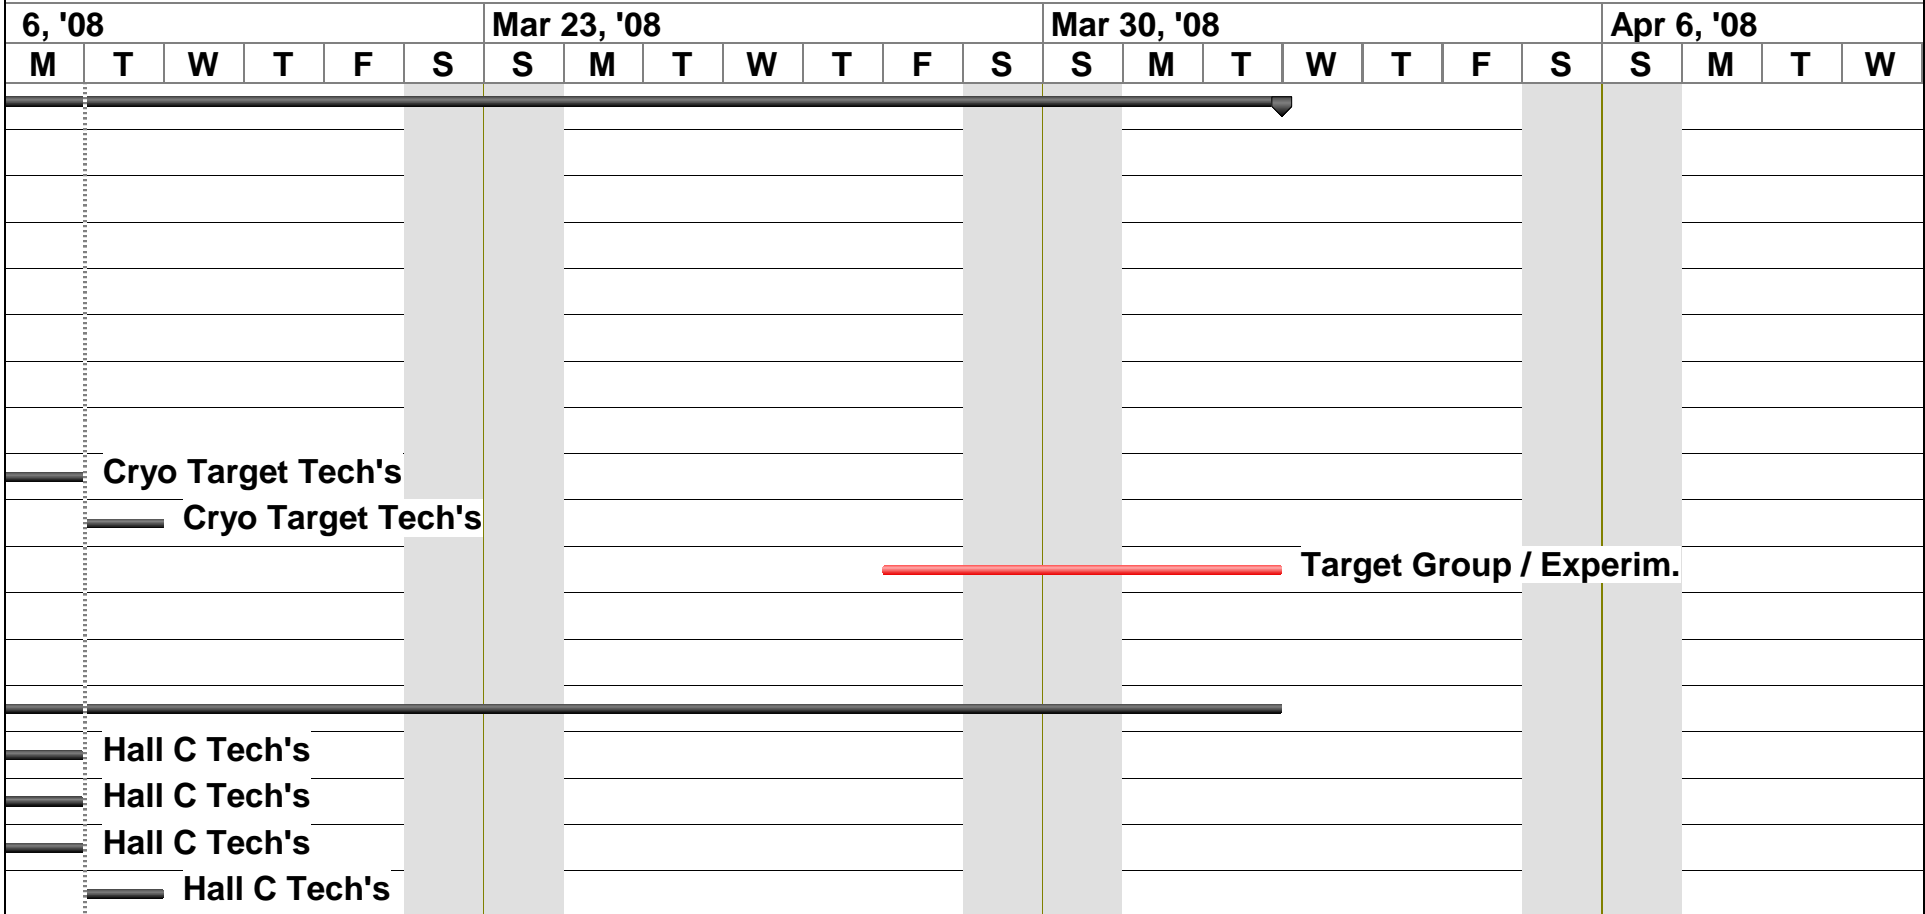 6, '08 Mar 23, '08 Mar 30, '08 Apr 6, '08
M T W T F S S M T W T F S S M T W T F S S M T W
Cryo Target Tech's
Cryo Target Tech's
Target Group / Experim.
Hall C Tech's
Hall C Tech's
Hall C Tech's
Hall C Tech's